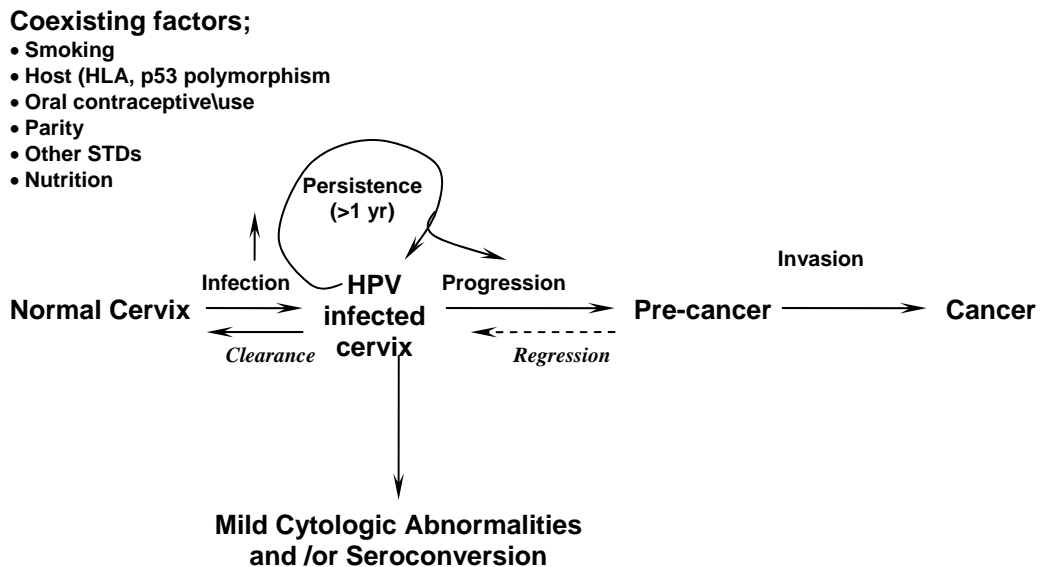 Coexisting factors;
• Smoking
• Host (HLA, p53 polymorphism
• Oral contraceptive\use
• Parity
• Other STDs
• Nutrition
Persistence
(>1 yr)
Infection
Progression
Invasion
Normal Cervix
HPV
infected
cervix
Pre-cancer
Cancer
Clearance
Regression
Mild Cytologic Abnormalities
and /or Seroconversion